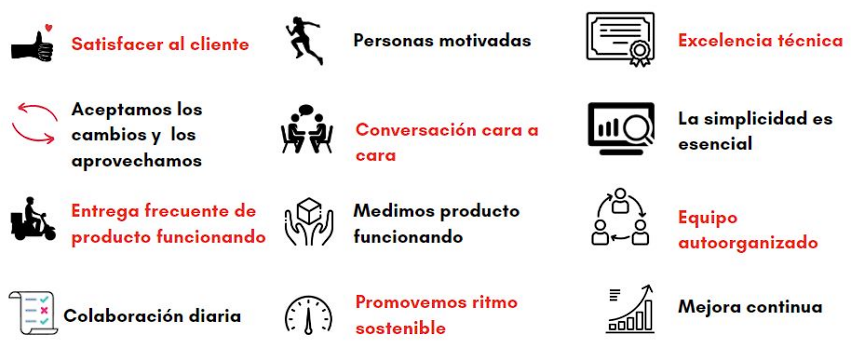 Satisfacer al cliente
Aceptamos los
cambios y los
aprovechamos
Entrega frecuente de
producto funcionando
Colaboración diaria
Personas motivadas
Conversación cara a
cara
Medimos producto
funcionando
Promovemos ritmo
sostenible
Excelencia técnica
La simplicidad es
esencial
Equipo
autoorganizado
Mejora continua